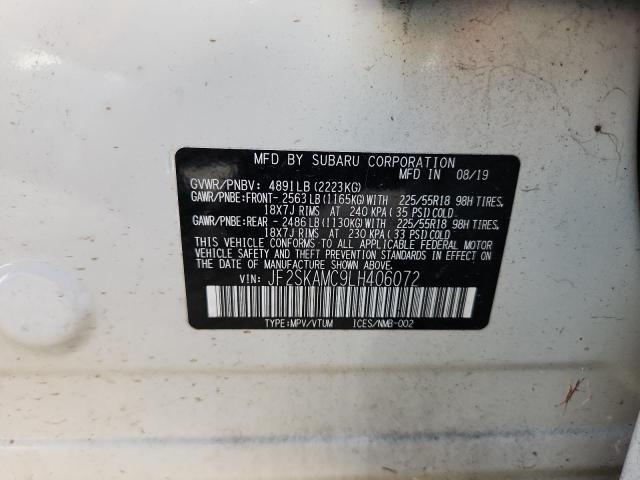 MFD BY SUBARU CORPORATION
MFD IN 08/19
GVWR/PNBV: 4891LB(2223KG)
GAWR/PNBE:FRONT-2563LB(1165KG)WITH 225/55R18 98H TIRES,
18X7J RIMS AT 240 KPA(35 PSI)COLD
GAWR/PNBE:REAR -2486LB(1130KG)WITH 225/55R18 98H TIRES,
18X7J RIMS AT 230 KPA(33 PSI)COLD
THIS VEHICLE CONFORMS TO ALL APPLICABLE FEDERAL MOTOR
VEHICLE SAFETY AND THEFT PREVENTION STANDARDS IN EFFECT ON
THE DATE OF MANUFACTURE SHOWN ABOVE.
VIN: JF2SKAMC9LH406072
TYPE:MPV/VTUM ICES/NMB-002